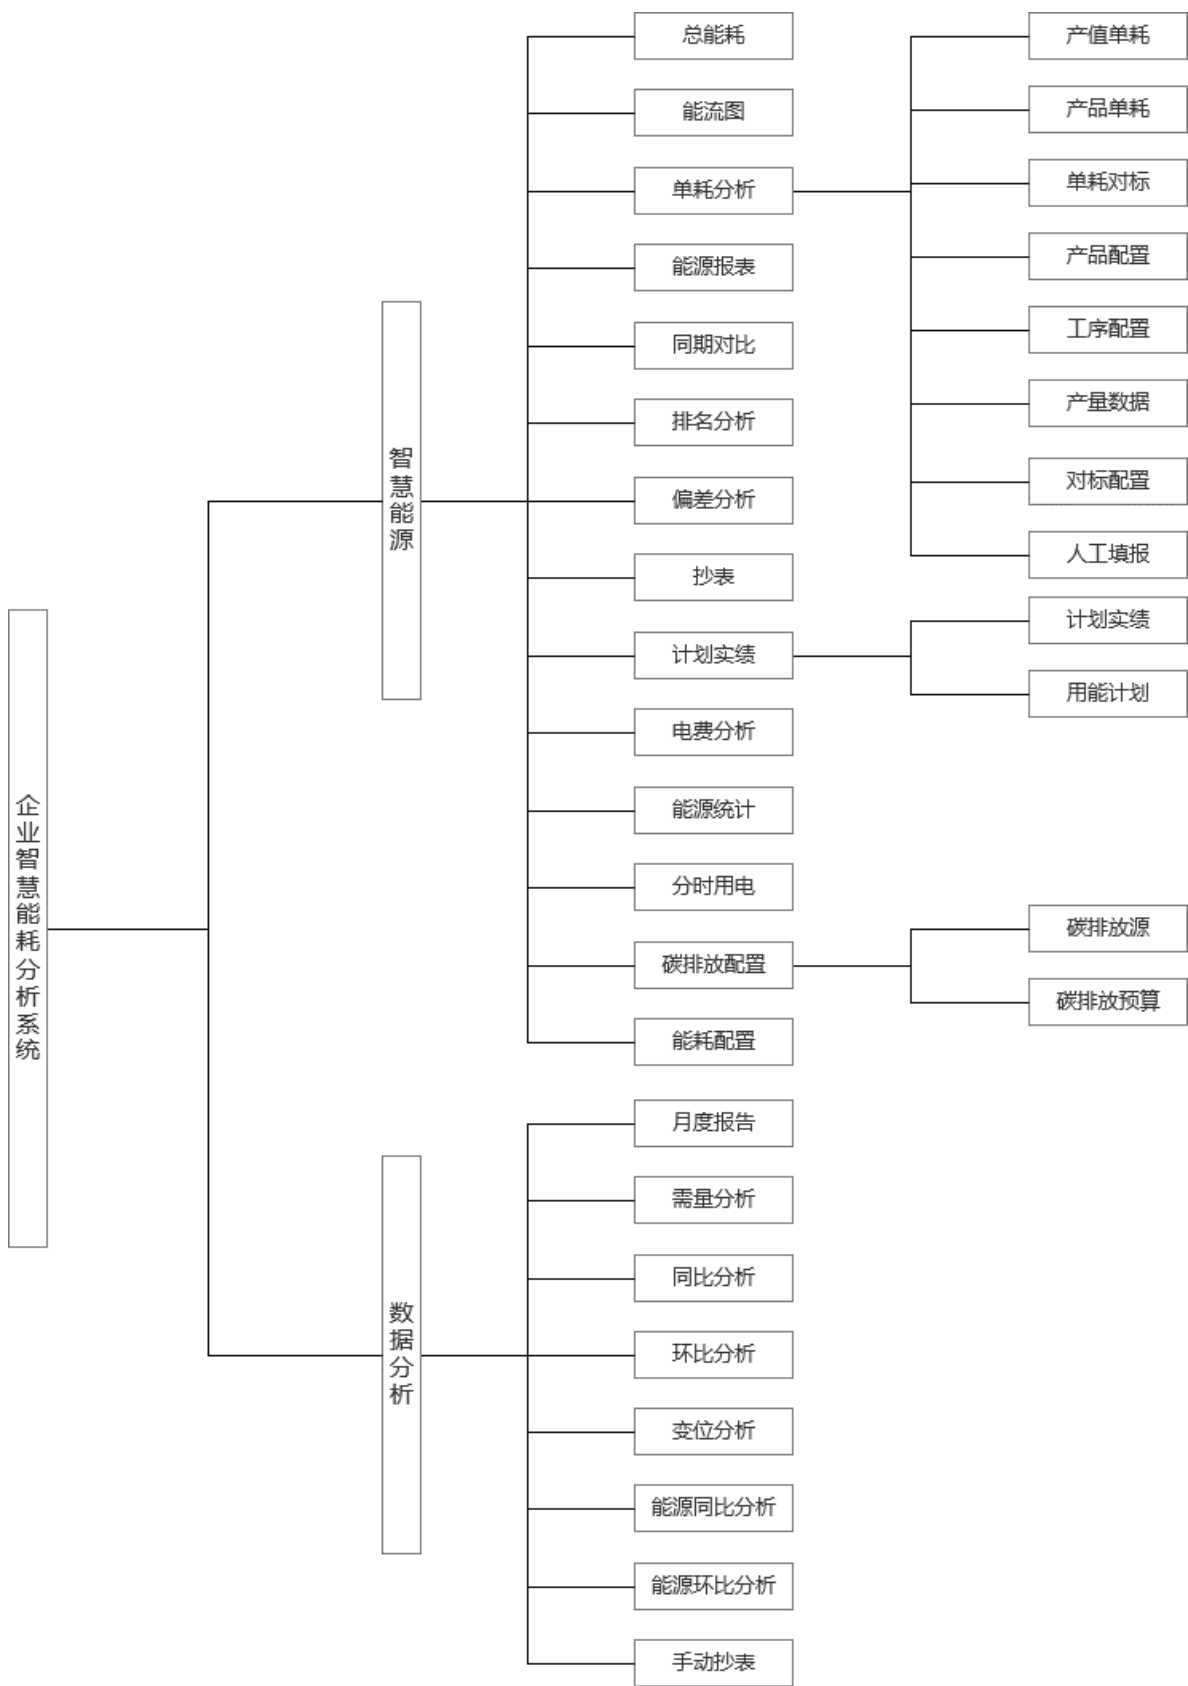 企业智慧能耗分析系统
智慧能源
总能耗
能流图
单耗分析
产值单耗
产品单耗
单耗对标
产品配置
工序配置
产量数据
对标配置
人工填报
能源报表
同期对比
排名分析
偏差分析
抄表
计划实绩
计划实绩
用能计划
电费分析
能源统计
分时用电
碳排放配置
碳排放源
碳排放预算
能耗配置
数据分析
月度报告
需量分析
同比分析
环比分析
变位分析
能源同比分析
能源环比分析
手动抄表